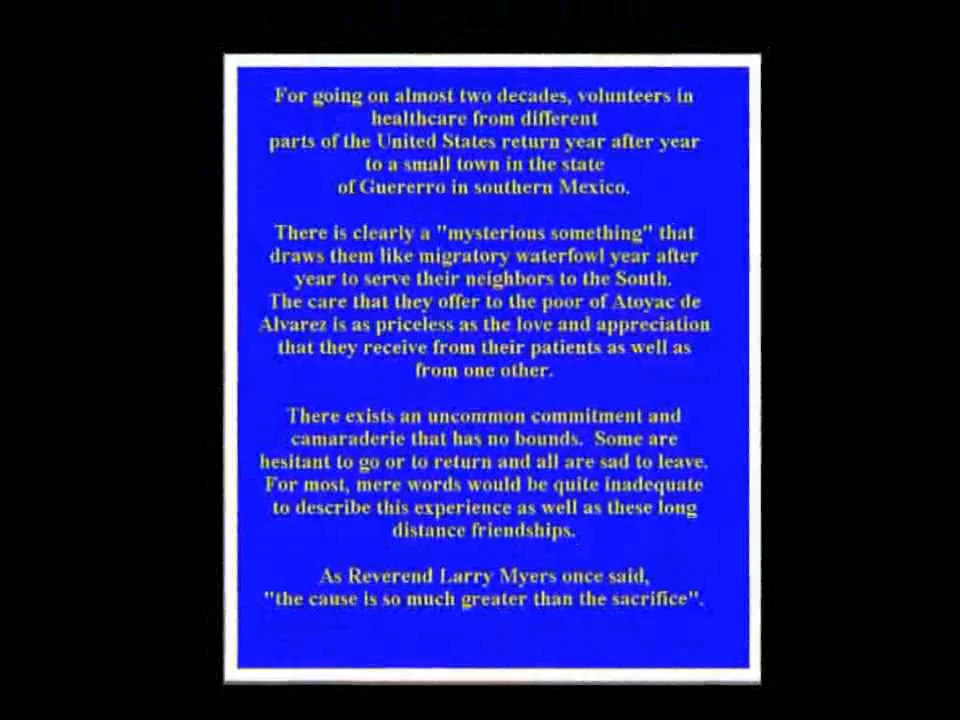 For going on almost two decades, volunteers in
healthcare from different
parts of the United States return year after year
to a small town in the state
of Guererro in southern Mexico.
There is clearly a "mysterious something" that
draws them like migratory waterfowl year after
year to serve their neighbors to the South.
The care that they offer to the poor of Atoyac de
Alvarez is as priceless as the love and appreciation
that they receive from their patients as well as
from one other.
There exists an uncommon commitment and
camaraderie that has no bounds. Some are
hesitant to go or to return and all are sad to leave.
For most, mere words would be quite inadequate
to describe this experience as well as these long
distance friendships.
As Reverend Larry Myers once said,
"the cause is so much greater than the sacrifice".